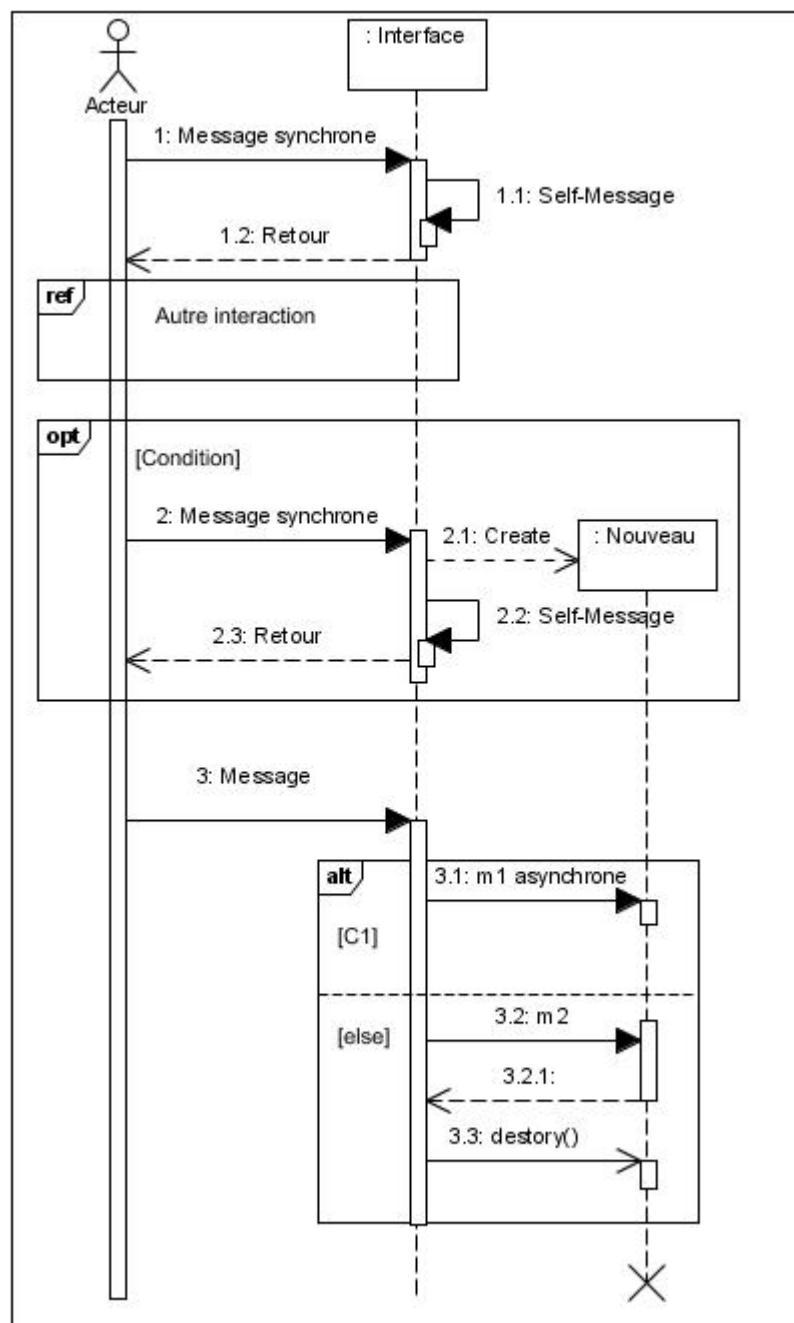 : Interface
Acteur
1: Message synchrone
1.1: Self-Message
1.2: Retour
ref
Autre interaction
opt
[Condition]
2: Message synchrone
2.1: Create
: Nouveau
2.2: Self-Message
2.3: Retour
3: Message
alt
3.1: m1 asynchrone
[C1]
3.2: m2
[else]
3.2.1:
3.3: destory()